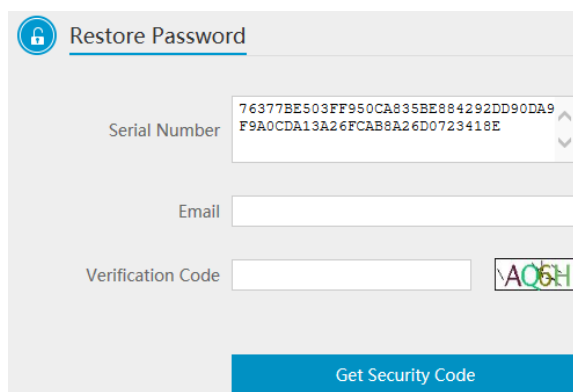 Restore Password
Serial Number
76377BE503FF950CA835BE884292DD90DA9
F9A0CDA13A26FCAB8A26D0723418E
Email
Verification Code
Get Security Code